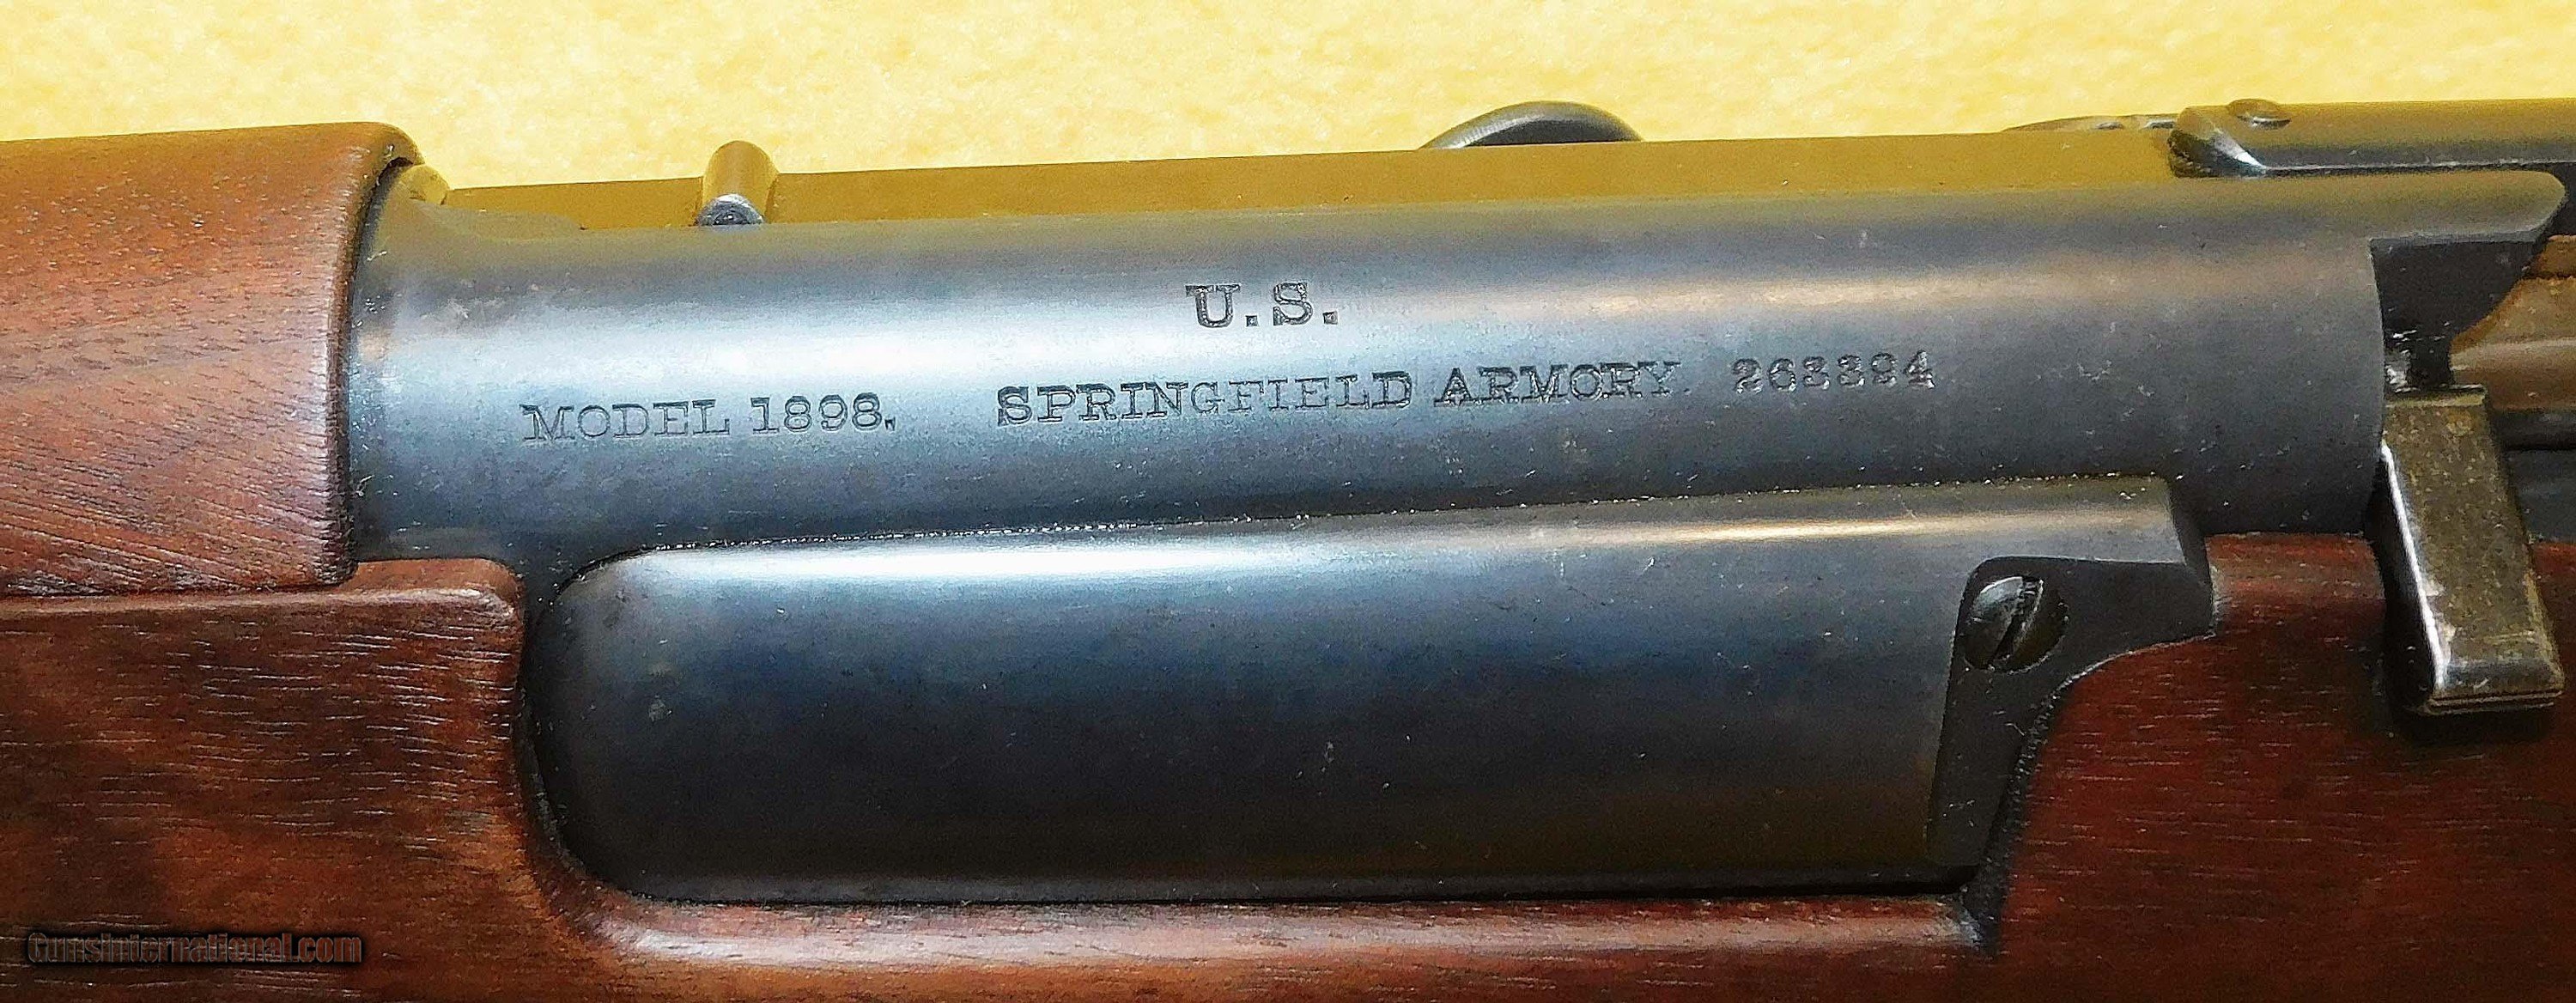 U.S.
MODEL 1898. SPRINGFIELD ARMORY 263394
GunsInternational.com